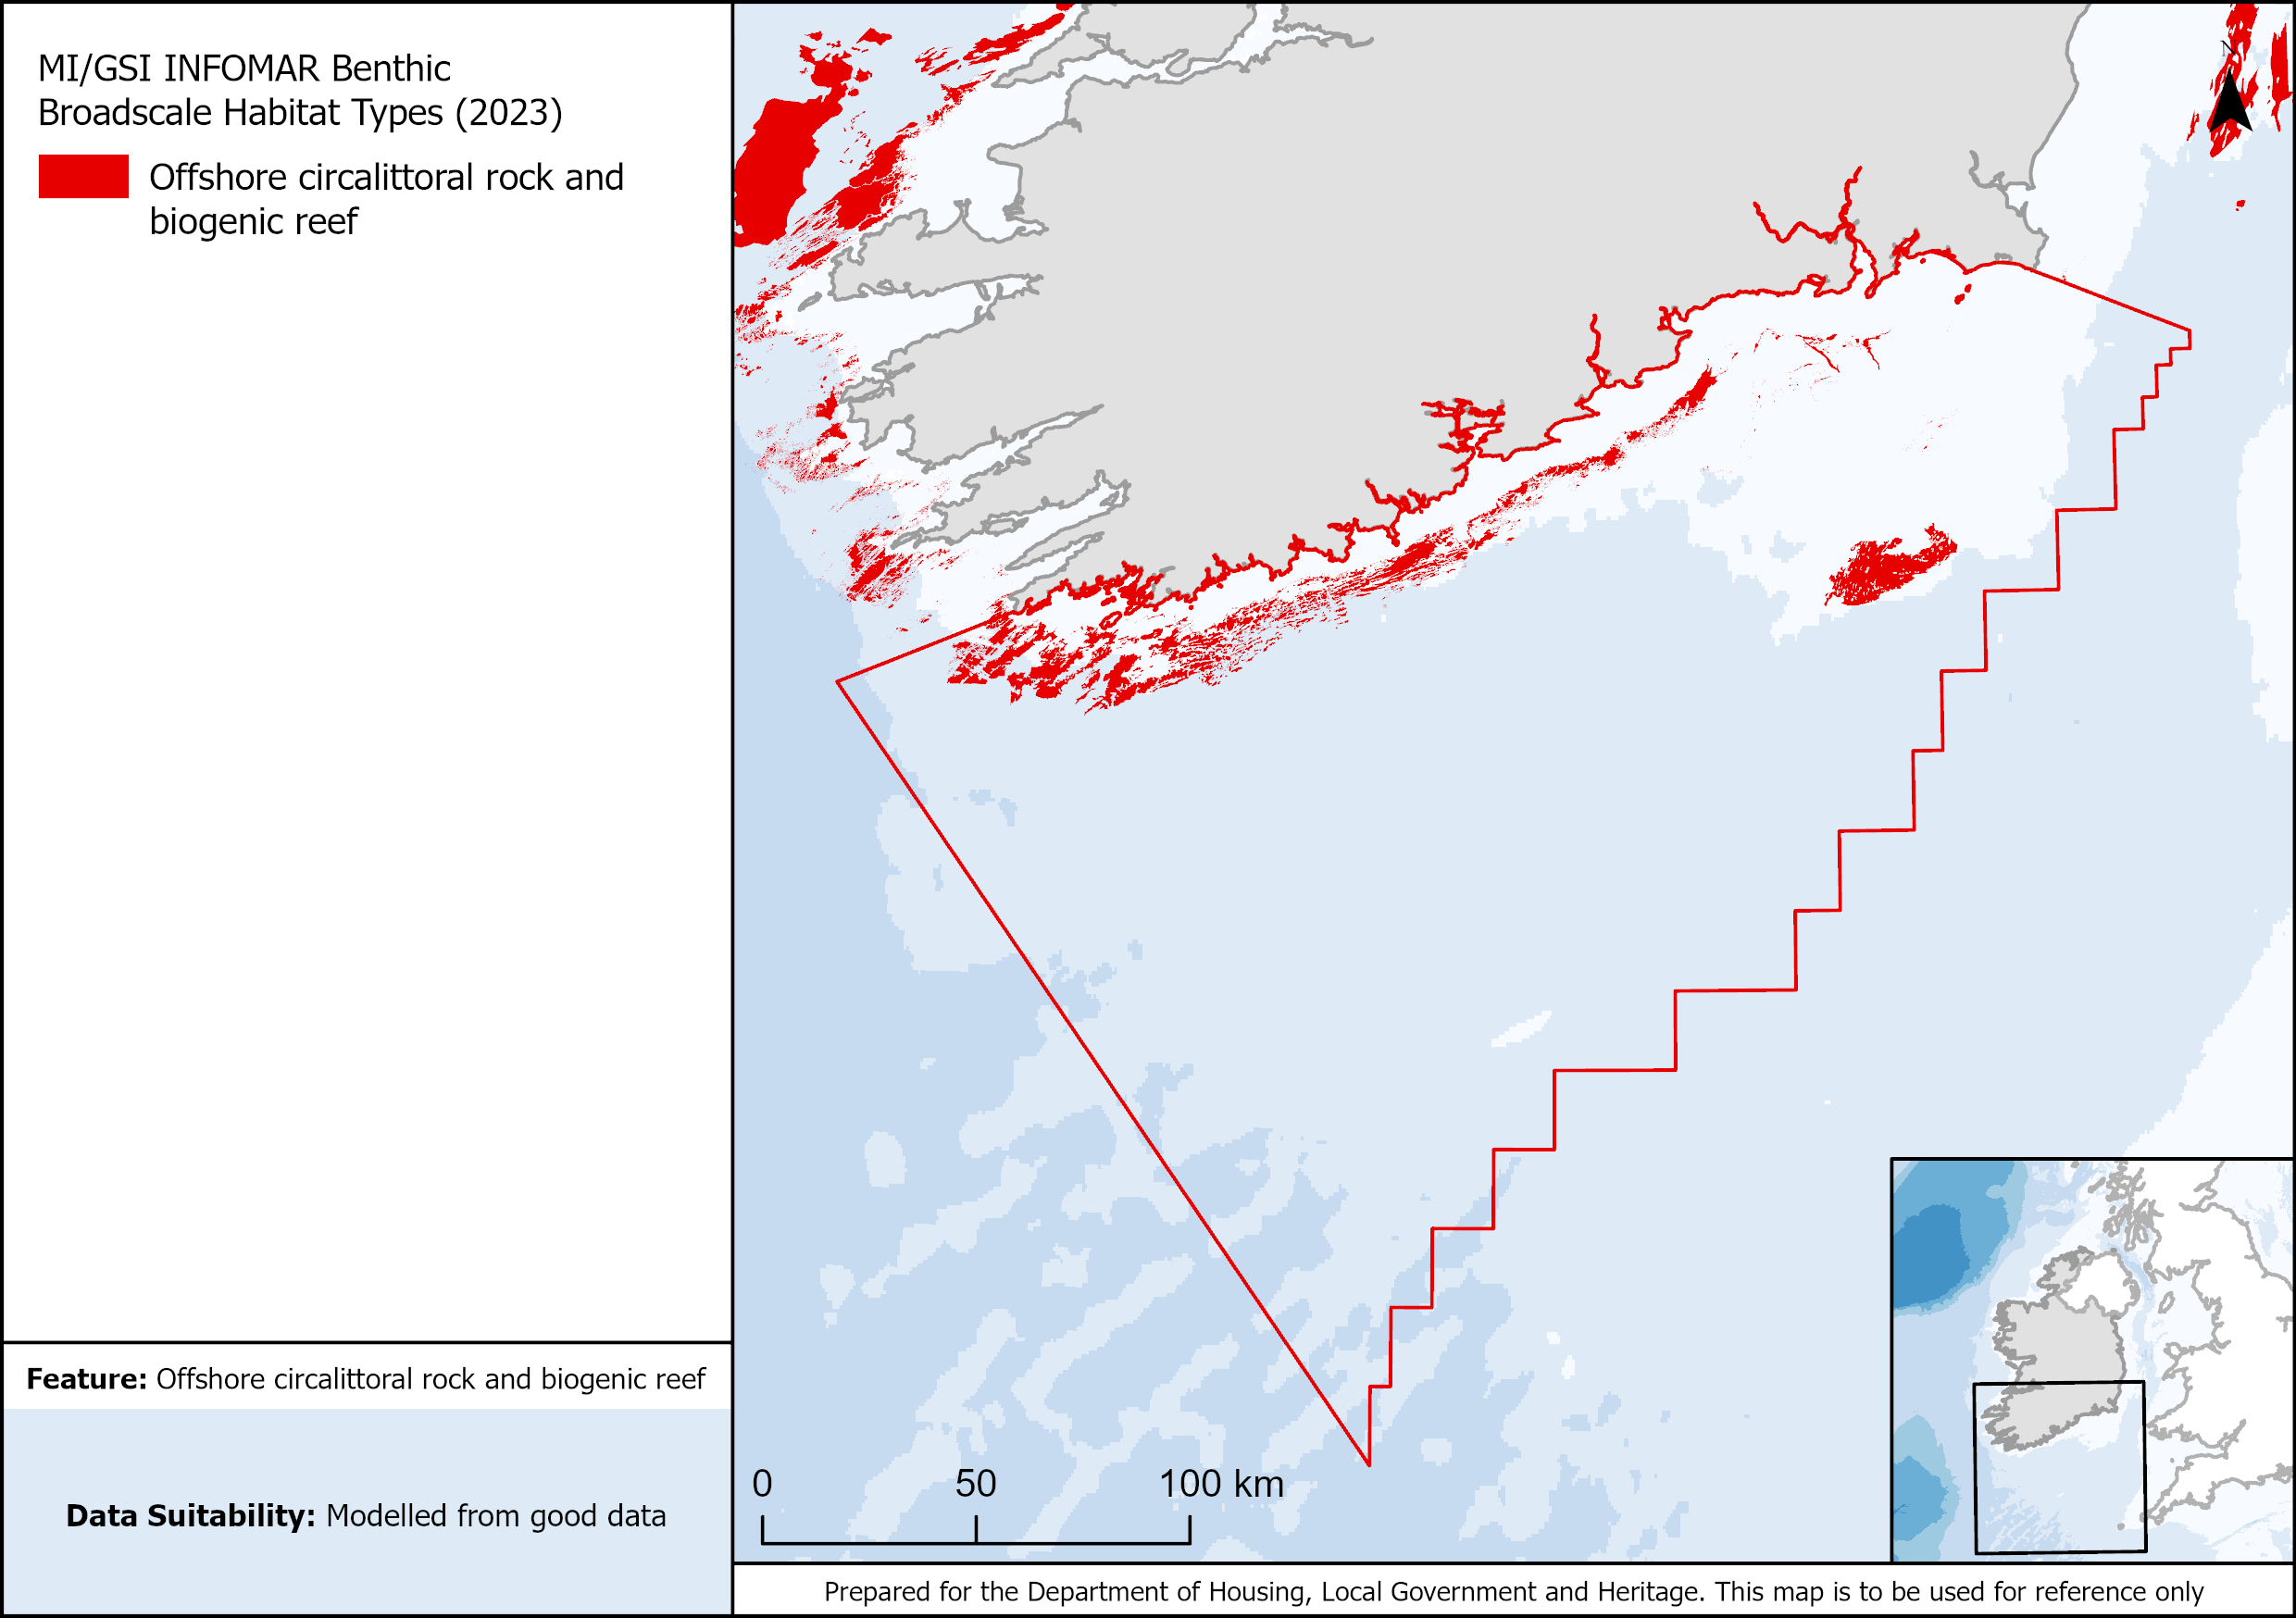 MI/GSI INFOMAR Benthic
Broadscale Habitat Types (2023)
Offshore circalittoral rock and
biogenic reef
Feature: Offshore circalittoral rock and biogenic reef
Data Suitability: Modelled from good data
N
0 50 100 km
Prepared for the Department of Housing, Local Government and Heritage. This map is to be used for reference only